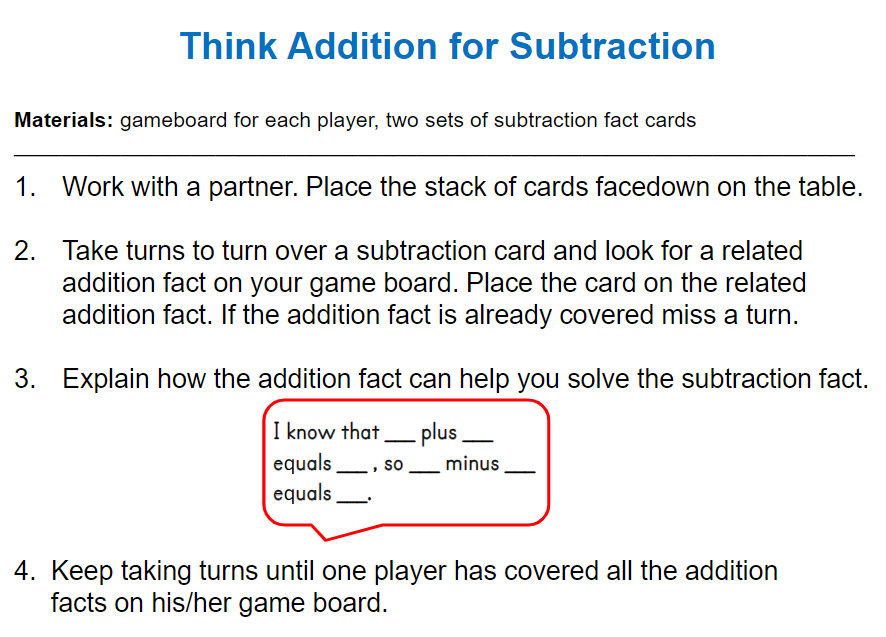 Think Addition for Subtraction
Materials: gameboard for each player, two sets of subtraction fact cards
1. Work with a partner. Place the stack of cards facedown on the table.
2. Take turns to turn over a subtraction card and look for a related
addition fact on your game board. Place the card on the related
addition fact. If the addition fact is already covered miss a turn.
3. Explain how the addition fact can help you solve the subtraction fact.
I know that ___ plus ___
equals ___, so ___ minus ___
equals ___.
4. Keep taking turns until one player has covered all the addition
facts on his/her game board.